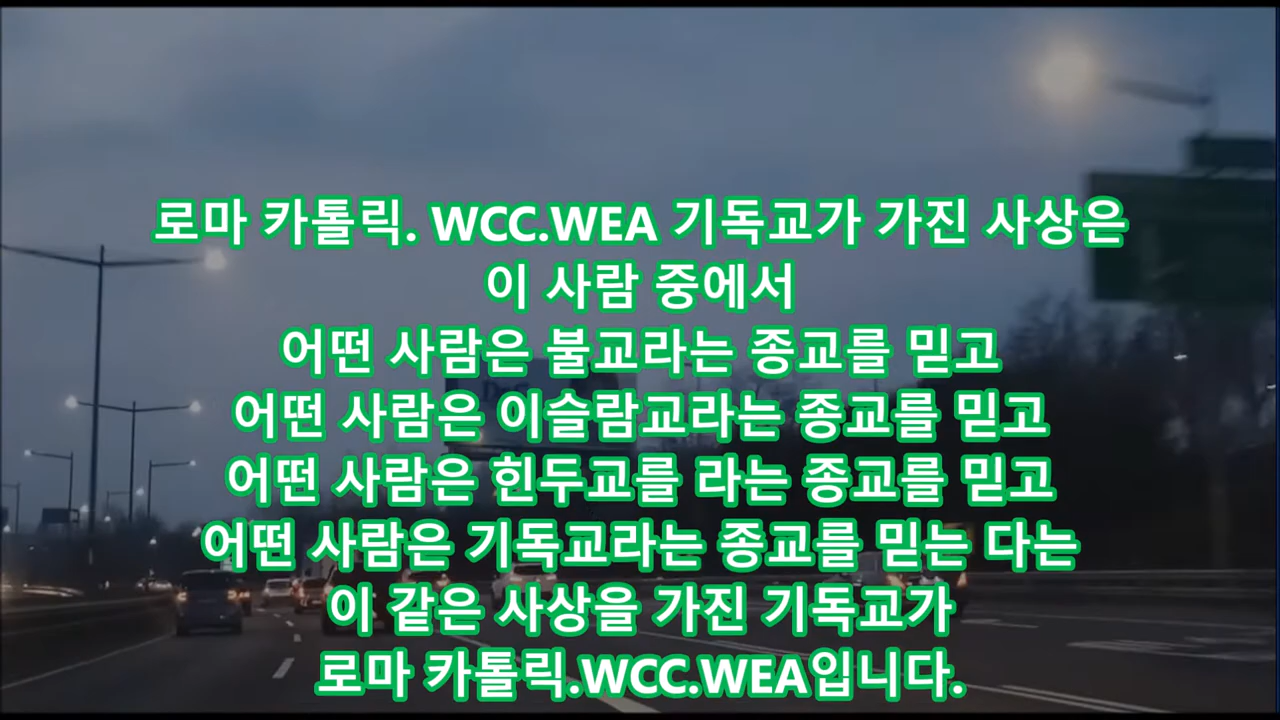 로마 카톨릭. WCC.WEA 기독교가 가진 사상은
이 사람 중에서
어떤 사람은 불교라는 종교를 믿고
어떤 사람은 이슬람교라는 종교를 믿고
어떤 사람은 힌두교를 라는 종교를 믿고
어떤 사람은 기독교라는 종교를 믿는 다는
이 같은 사상을 가진 기독교가
로마 카톨릭.WCC.WEA입니다.